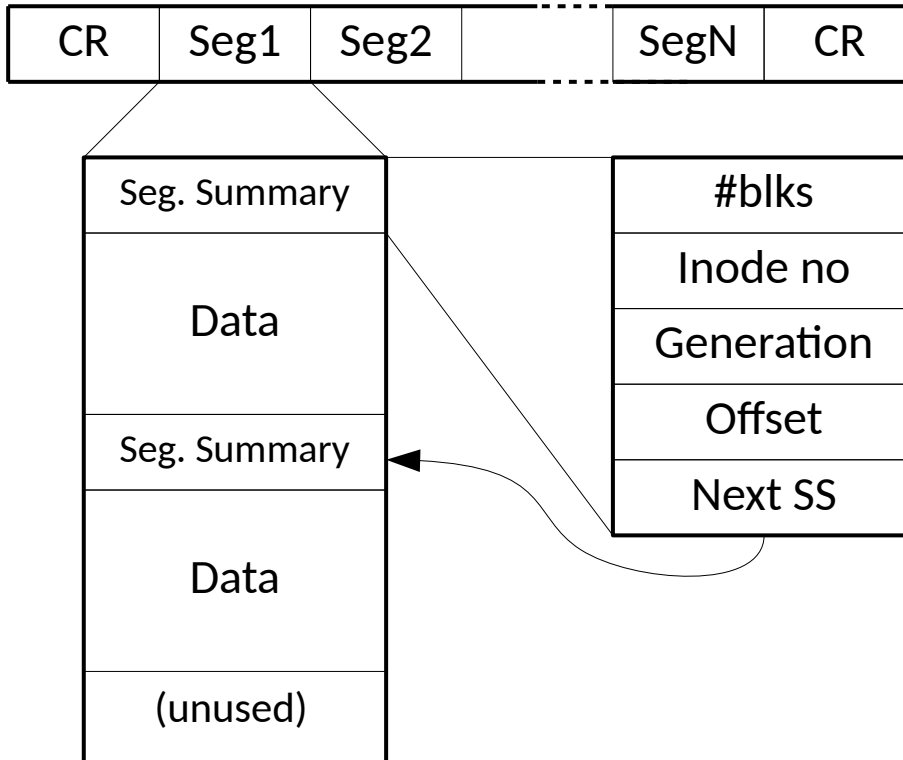 CR Seg1 Seg2 SegN CR
Seg. Summary
Data
Seg. Summary
Data
(unused)
#blks
Inode no
Generation
Offset
Next SS